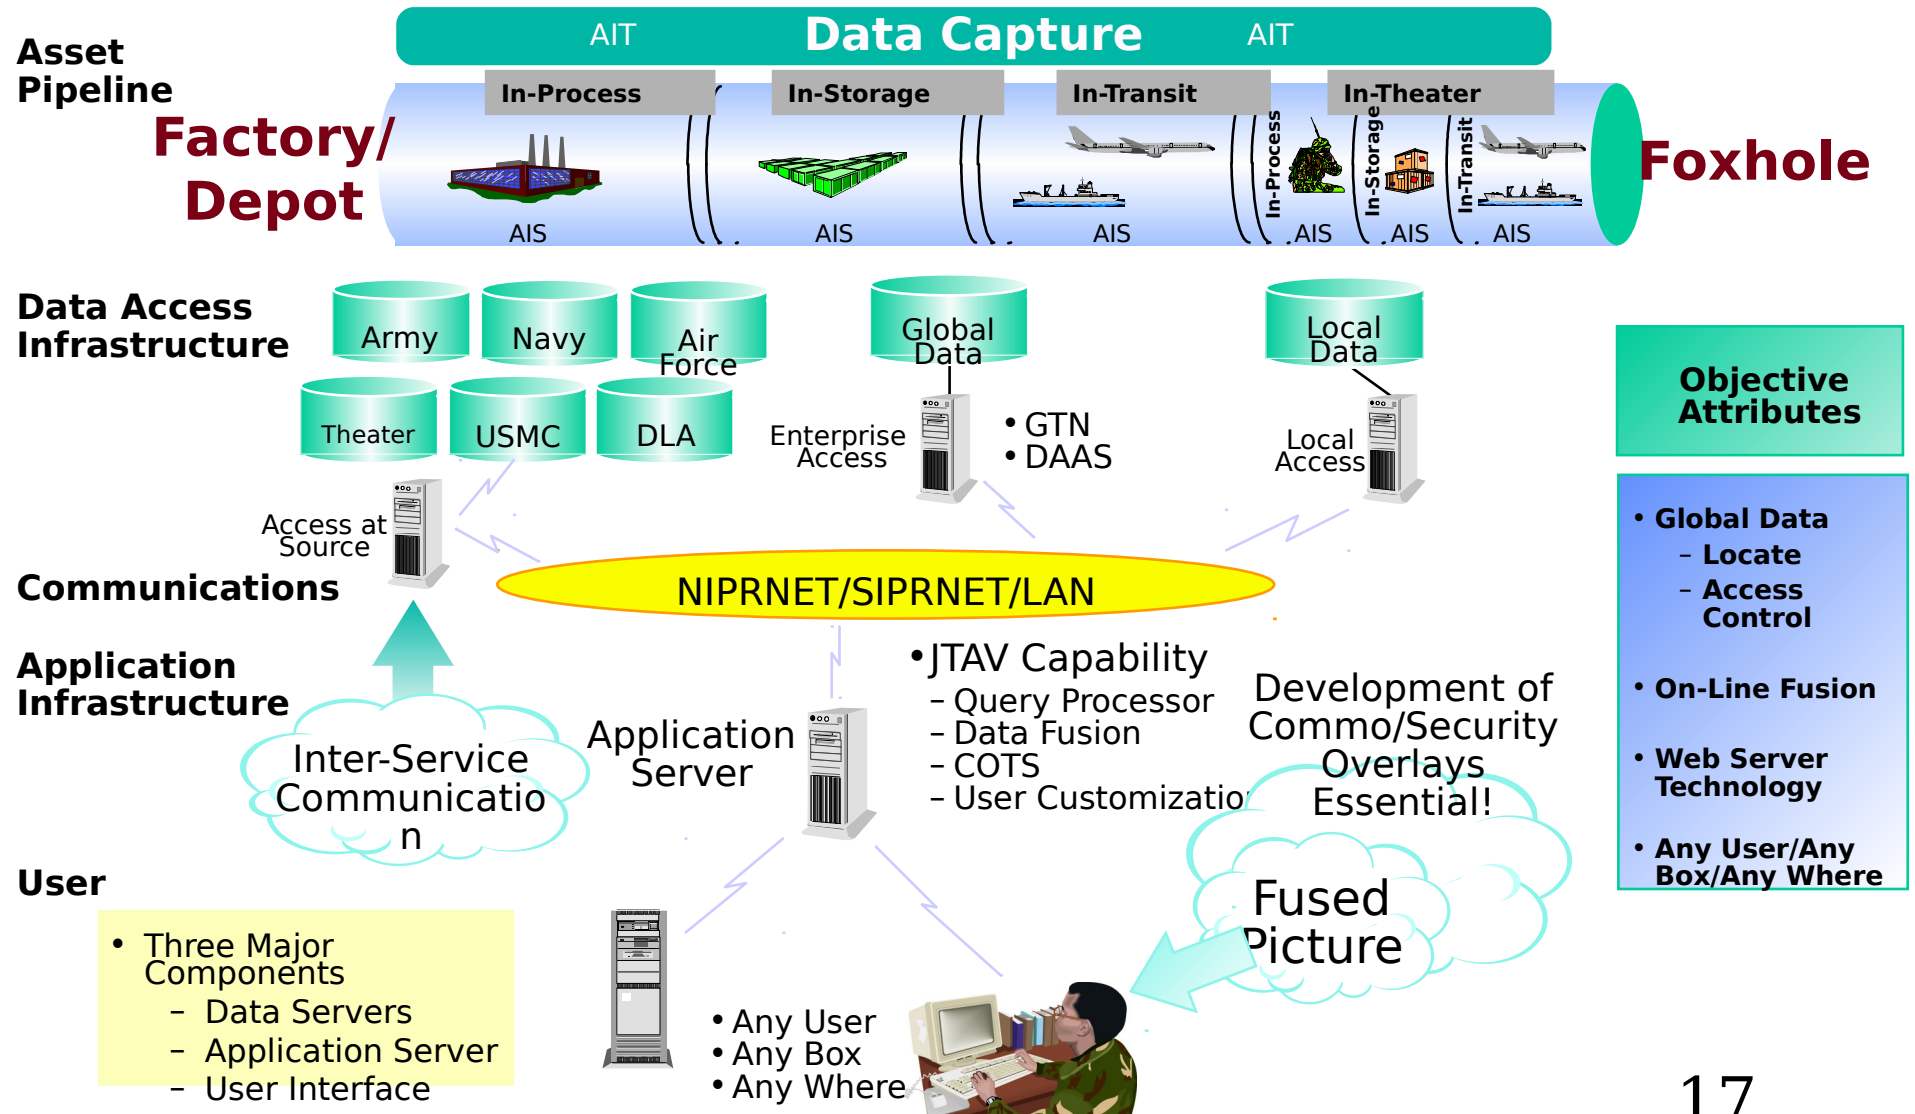 AIT Data Capture AIT
Asset
Pipeline
In-Process
In-Storage
In-Transit
In-Theater
Factory/
Depot
In-Process
In-Storage
In-Transit
Foxhole
AIS
AIS
AIS
AIS
AIS
AIS
Data Access
Infrastructure
Army
Navy
Air
Force
Theater
USMC
DLA
Global
Data
Local
Data
Enterprise
Access
• GTN
• DAAS
Local
Access
Access at
Source
Objective
Attributes
• Global Data
– Locate
– Access
Control
• On-Line Fusion
• Web Server
Technology
• Any User/Any
Box/Any Where
Communications
NIPRNET/SIPRNET/LAN
Application
Infrastructure
Inter-Service
Communicatio
n
Application
Server
• JTAV Capability
– Query Processor
– Data Fusion
– COTS
– User Customization
Development of
Commo/Security
Overlays
Essential!
Fused
Picture
User
• Three Major
Components
– Data Servers
– Application Server
– User Interface
• Any User
• Any Box
• Any Where
17